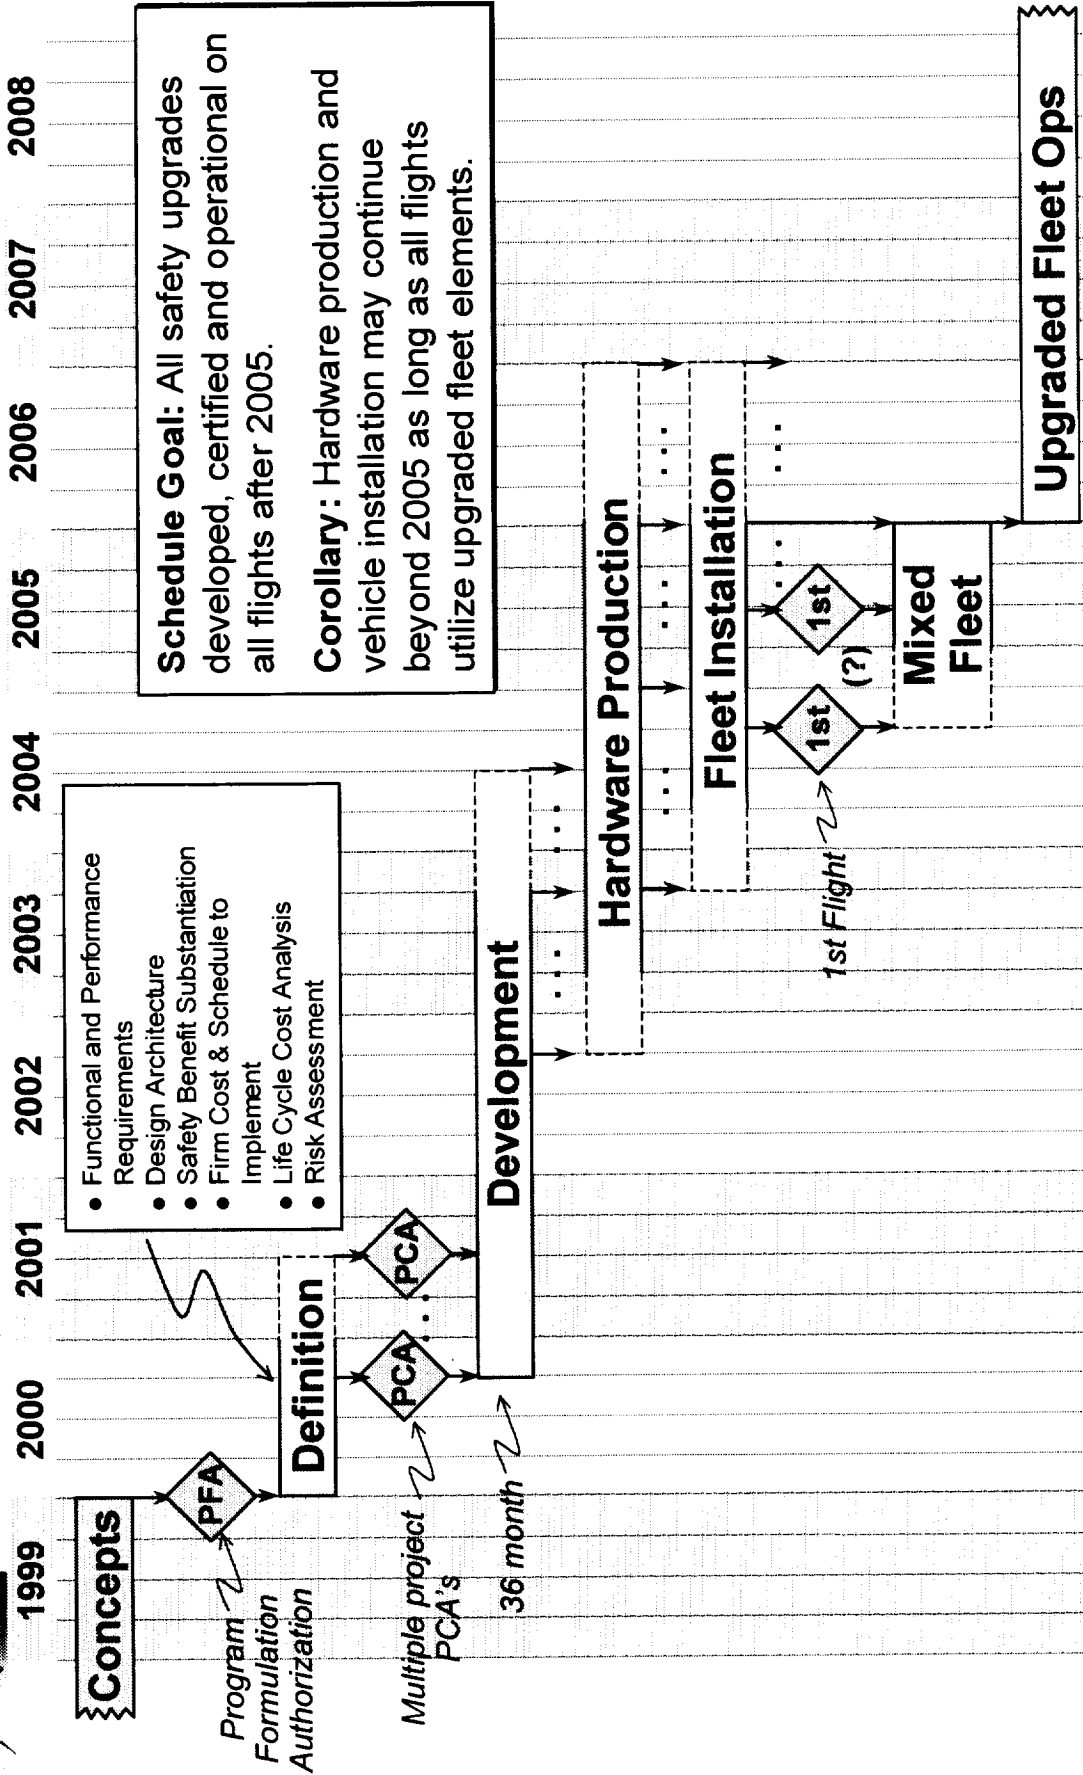 1999 2000 2001 2002 2003 2004 2005 2006 2007 2008
Concepts
PFA
Program
Formulation
Authorization
Definition
• Functional and Performance
Requirements
• Design Architecture
• Safety Benefit Substantiation
• Firm Cost & Schedule to
Implement
• Life Cycle Cost Analysis
• Risk Assessment
Schedule Goal: All safety upgrades
developed, certified and operational on
all flights after 2005.
Corollary: Hardware production and
vehicle installation may continue
beyond 2005 as long as all flights
utilize upgraded fleet elements.
PCA
...
PCA
Multiple project
PCA's
Development
36 month
Hardware Production
Fleet Installation
1st Flight
1st
(?)
1st
Mixed
Fleet
Upgraded Fleet Ops